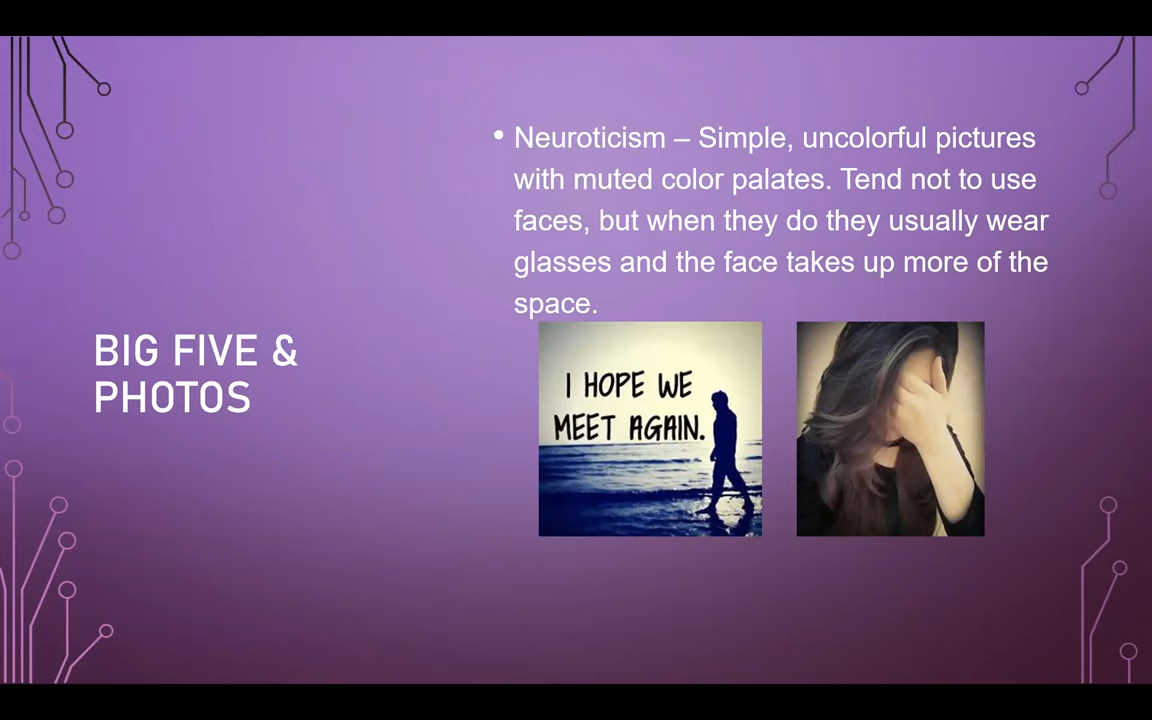 BIG FIVE &
PHOTOS
• Neuroticism – Simple, uncolorful pictures
with muted color palates. Tend not to use
faces, but when they do they usually wear
glasses and the face takes up more of the
space.
I HOPE WE
MEET AGAIN.